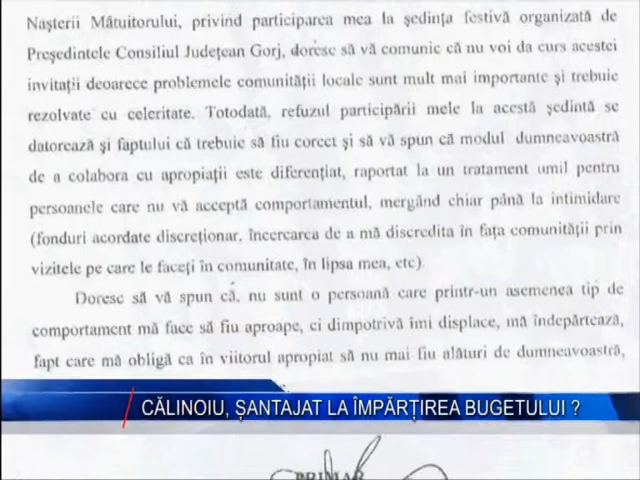 Nașterii Mântuitorului, privind participarea mea la ședința festivă organizată de
Președintele Consiliul Județean Gorj, doresc să vă comunic că nu voi da curs acestei
invitații deoarece problemele comunității locale sunt mult mai importante și trebuie
rezolvate cu celeritate. Totodată, refuzul participării mele la acestă ședintă se
datorează și faptului că trebuie să fiu corect și să vă spun că modul dumneavoastră
de a colabora cu apropiații este diferențiat, raportat la un tratament umil pentru
persoanele care nu vă acceptă comportamentul, mergând chiar până la intimidare
(fonduri acordate discreționar, încercarea de a mă discredita în fața comunității prin
vizitele pe care le faceți în comunitate, în lipsa mea, etc).
Doresc să vă spun că, nu sunt o persoană care printr-un asemenea tip de
comportament mă face să fiu aproape, ci dimpotrivă îmi displace, mă îndepărtează,
fapt care mă obligă ca în viitorul apropiat să nu mai fiu alături de dumneavoastră,
CĂLINOIU, ȘANTAJAT LA ÎMPĂRȚIREA BUGETULUI ?
PRIMAR